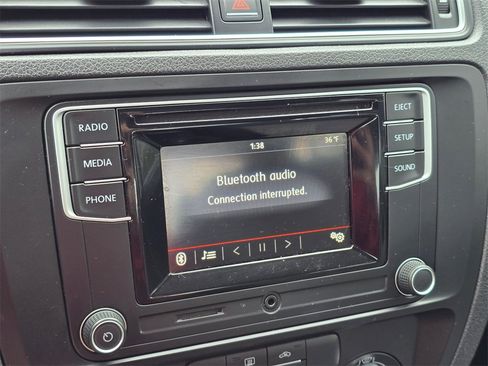 RADIO
MEDIA
PHONE
1:38
36°F
Bluetooth audio
Connection interrupted.
EJECT
SETUP
SOUND